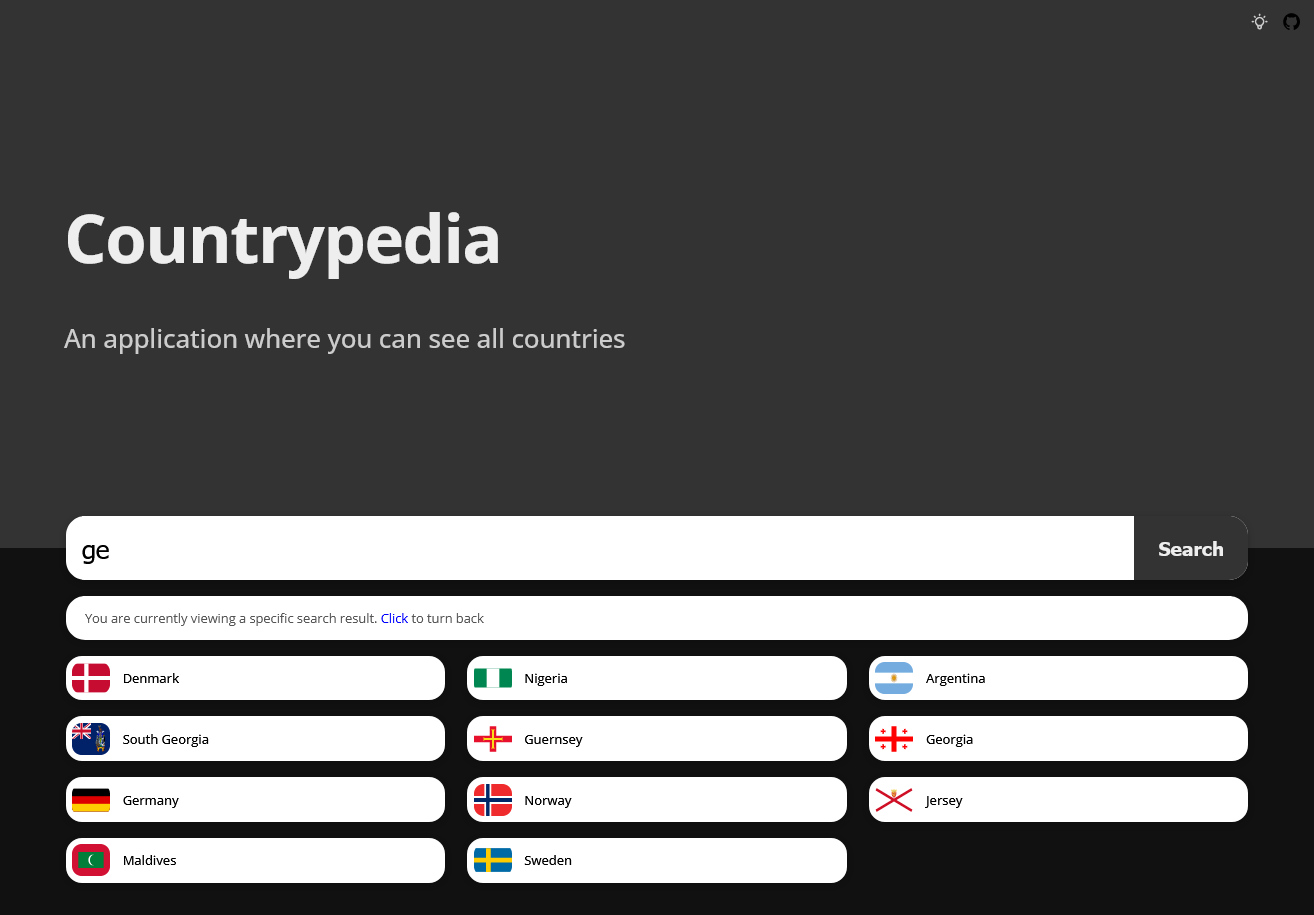 Countrypedia
An application where you can see all countries
ge
Search
You are currently viewing a specific search result. Click to turn back
Denmark
Nigeria
Argentina
South Georgia
Guernsey
Georgia
Germany
Norway
Jersey
Maldives
Sweden